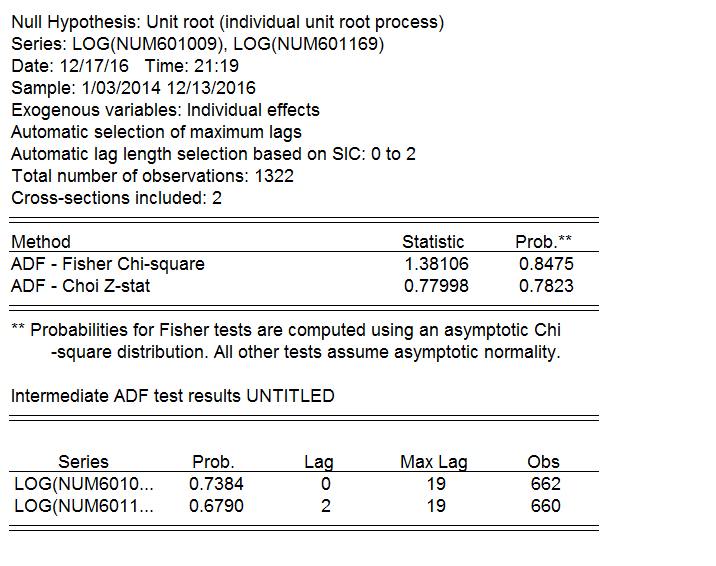 Null Hypothesis: Unit root (individual unit root process)
Series: LOG(NUM601009), LOG(NUM601169)
Date: 12/17/16 Time: 21:19
Sample: 1/03/2014 12/13/2016
Exogenous variables: Individual effects
Automatic selection of maximum lags
Automatic lag length selection based on SIC: 0 to 2
Total number of observations: 1322
Cross-sections included: 2
Method Statistic Prob.**
ADF - Fisher Chi-square 1.38106 0.8475
ADF - Choi Z-stat 0.77998 0.7823
** Probabilities for Fisher tests are computed using an asymptotic Chi
-square distribution. All other tests assume asymptotic normality.
Intermediate ADF test results UNTITLED
Series Prob. Lag Max Lag Obs
LOG(NUM6010... 0.7384 0 19 662
LOG(NUM6011... 0.6790 2 19 660